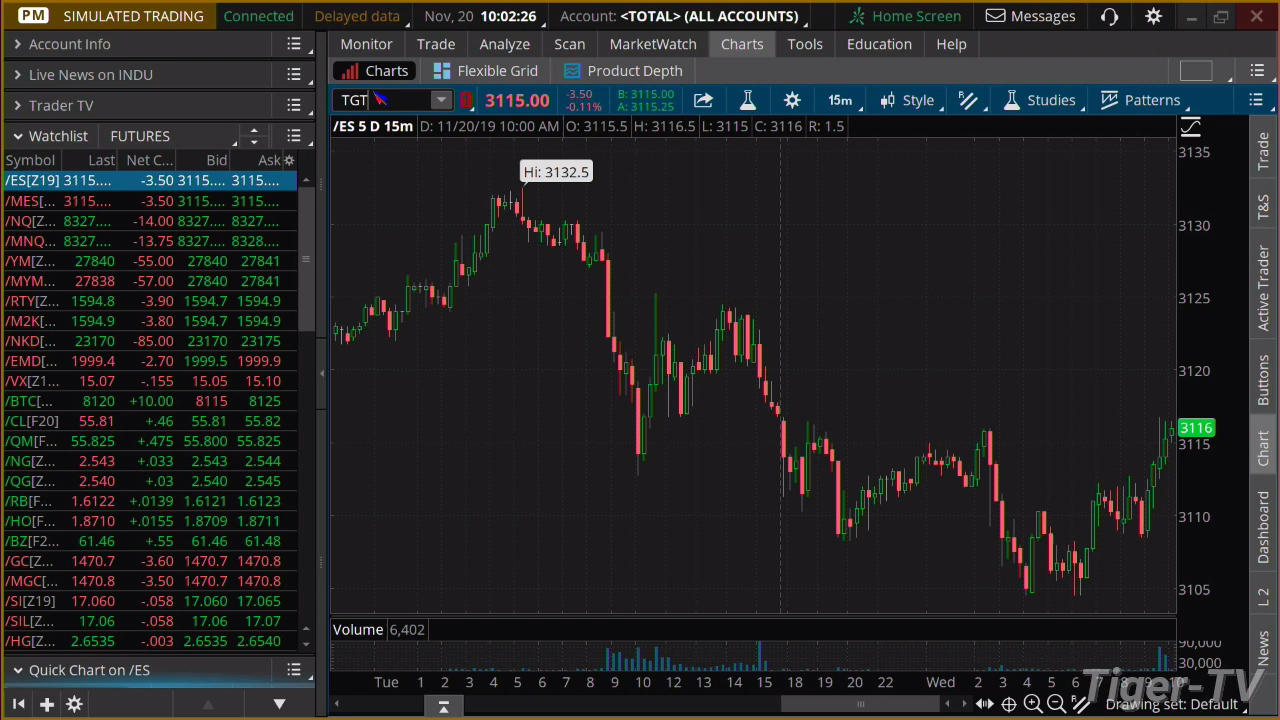 PM SIMULATED TRADING Connected Delayed data Nov, 20 10:02:26 Account: <TOTAL> (ALL ACCOUNTS) Home Screen Messages
Account Info
Live News on INDU
Trader TV
Watchlist FUTURES
Symbol Last Net C... Bid Ask
/ES[Z19] 3115.... -3.50 3115.... 3115....
/MES[... 3115.... -3.50 3115.... 3115....
/NQ[Z... 8327.... -14.00 8327.... 8327....
/MNQ... 8327.... -13.75 8327.... 8328....
/YM[Z... 27840 -55.00 27840 27841
/MYM... 27838 -57.00 27840 27841
/RTY[Z... 1594.8 -3.90 1594.7 1594.9
/M2K[... 1594.9 -3.80 1594.7 1594.9
/NKD[... 23170 -85.00 23170 23175
/EMD[... 1999.4 -2.70 1999.5 1999.9
/VX[Z1... 15.07 -.155 15.05 15.10
/BTC[... 8120 +10.00 8115 8125
/CL[F20] 55.81 +.46 55.81 55.82
/QM[F... 55.825 +.475 55.800 55.825
/NG[Z... 2.543 +.033 2.543 2.544
/QG[Z... 2.540 +.03 2.540 2.545
/RB[F... 1.6122 +.0139 1.6121 1.6123
/HO[F... 1.8710 +.0155 1.8709 1.8711
/BZ[F2... 61.46 +.55 61.46 61.48
/GC[Z... 1470.7 -3.60 1470.7 1470.8
/MGC[... 1470.8 -3.50 1470.7 1470.8
/SI[Z19] 17.060 -.058 17.060 17.065
/SIL[Z... 17.06 -.058 17.06 17.07
/HG[Z... 2.6535 -.003 2.6535 2.6540
Quick Chart on /ES
Monitor Trade Analyze Scan MarketWatch Charts Tools Education Help
Charts Flexible Grid Product Depth
TGT 3115.00 -3.50 B: 3115.00 15m Style Studies Patterns
-0.11% A: 3115.25
/ES 5 D 15m D: 11/20/19 10:00 AM O: 3115.5 H: 3116.5 L: 3115 C: 3116 R: 1.5
Hi: 3132.5
3135
3130
3125
3120
3116
3115
3110
3105
Volume 6,402
90,000
30,000
Tue 1 2 3 4 5 6 7 8 9 10 12 13 14 15 16 18 19 20 22 Wed 2 3 4 5 6 7 8 9 10
Drawing set: Default
Trade
T&S
Active Trader
Buttons
Chart
Dashboard
L 2
News
Tiger-TV